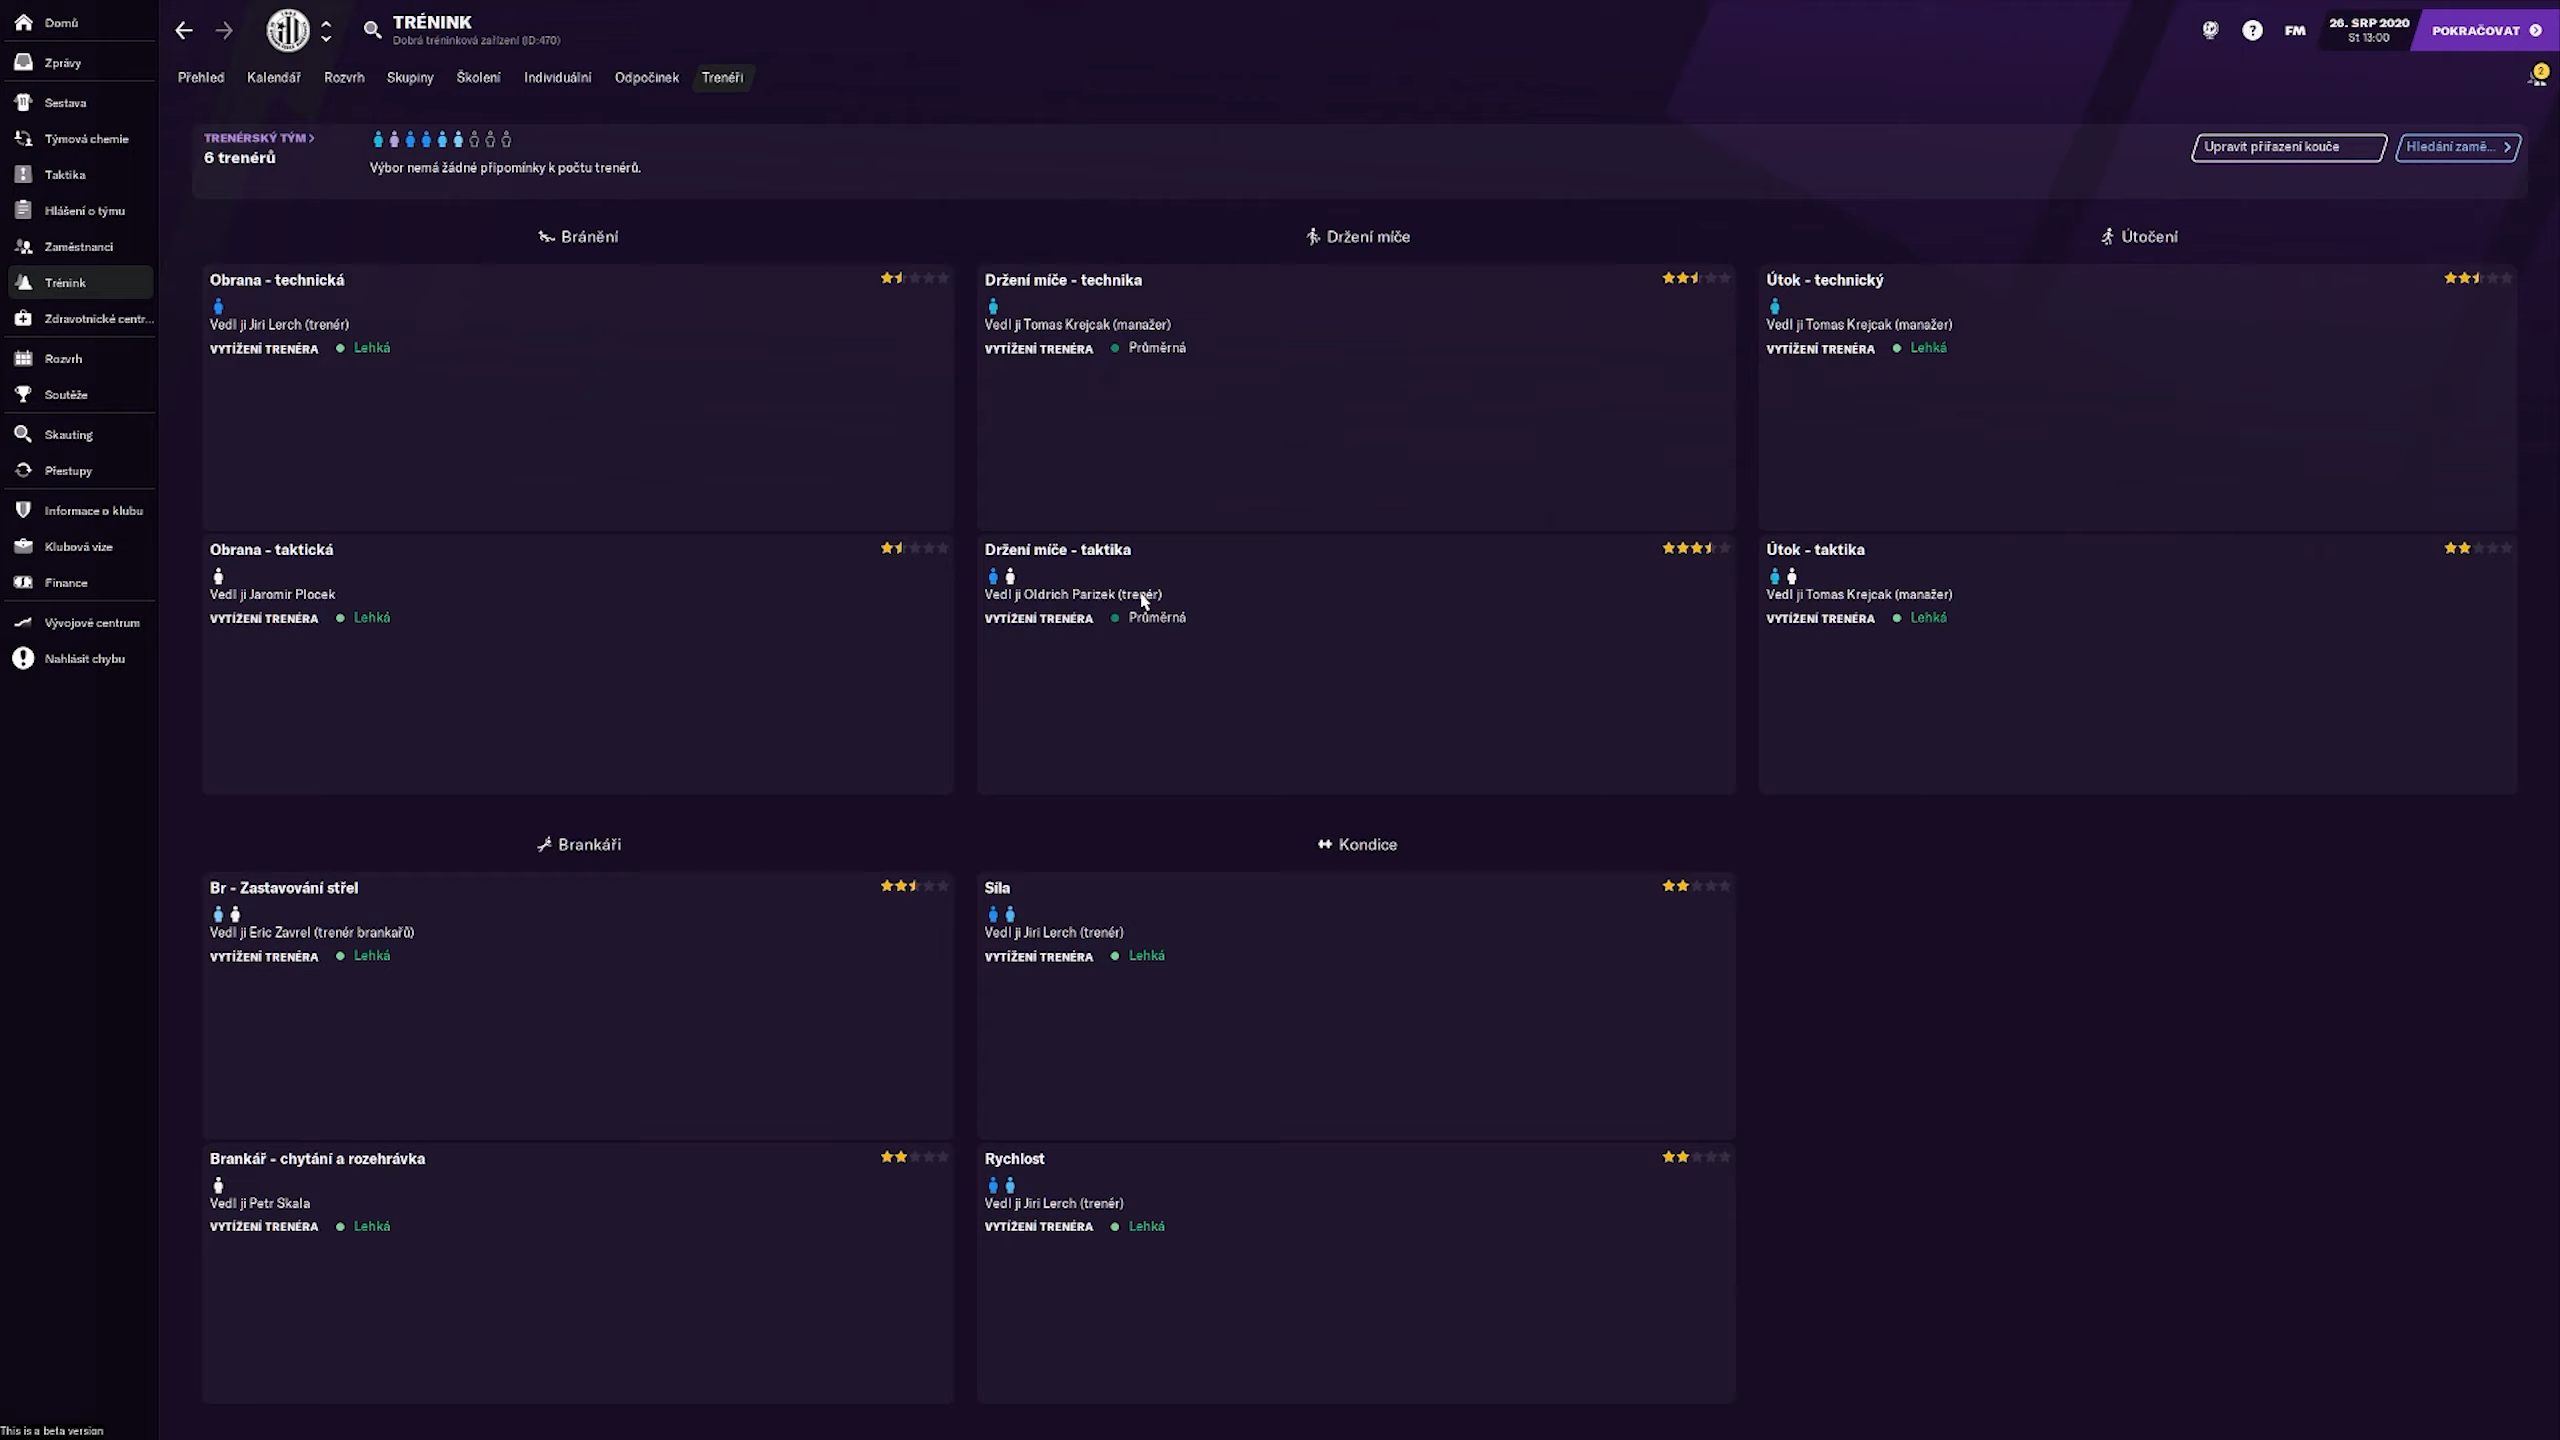 Domů
Zprávy
Sestava
Týmová chemie
Taktika
Hlášení o týmu
Zaměstnanci
Trénink
Zdravotnické centr...
Rozvrh
Soutěže
Skauting
Přestupy
Informace o klubu
Klubová vize
Finance
Vývojové centrum
Nahlásit chybu
This is a beta version
TRÉNINK
Dobrá tréninková zařízení (ID:470)
FM
26. SRP 2020
St 13:00
POKRAČOVAT
2
Přehled Kalendář Rozvrh Skupiny Školení Individuální Odpočinek Trenéři
TRENÉRSKÝ TÝM >
6 trenérů
Výbor nemá žádné připomínky k počtu trenérů.
Upravit přiřazení kouče
Hledání zamě... >
Bránění
Obrana - technická
Vedl ji Jiri Lerch (trenér)
VYTÍŽENÍ TRENÉRA Lehká
Obrana - taktická
Vedl ji Jaromir Plocek
VYTÍŽENÍ TRENÉRA Lehká
Držení míče
Držení míče - technika
Vedl ji Tomas Krejcak (manažer)
VYTÍŽENÍ TRENÉRA Průměrná
Držení míče - taktika
Vedl ji Oldrich Parizek (trenér)
VYTÍŽENÍ TRENÉRA Průměrná
Útočení
Útok - technický
Vedl ji Tomas Krejcak (manažer)
VYTÍŽENÍ TRENÉRA Lehká
Útok - taktika
Vedl ji Tomas Krejcak (manažer)
VYTÍŽENÍ TRENÉRA Lehká
Brankáři
Br - Zastavování střel
Vedl ji Eric Zavrel (trenér brankařů)
VYTÍŽENÍ TRENÉRA Lehká
Brankář - chytání a rozehrávka
Vedl ji Petr Skala
VYTÍŽENÍ TRENÉRA Lehká
Kondice
Síla
Vedl ji Jiri Lerch (trenér)
VYTÍŽENÍ TRENÉRA Lehká
Rychlost
Vedl ji Jiri Lerch (trenér)
VYTÍŽENÍ TRENÉRA Lehká